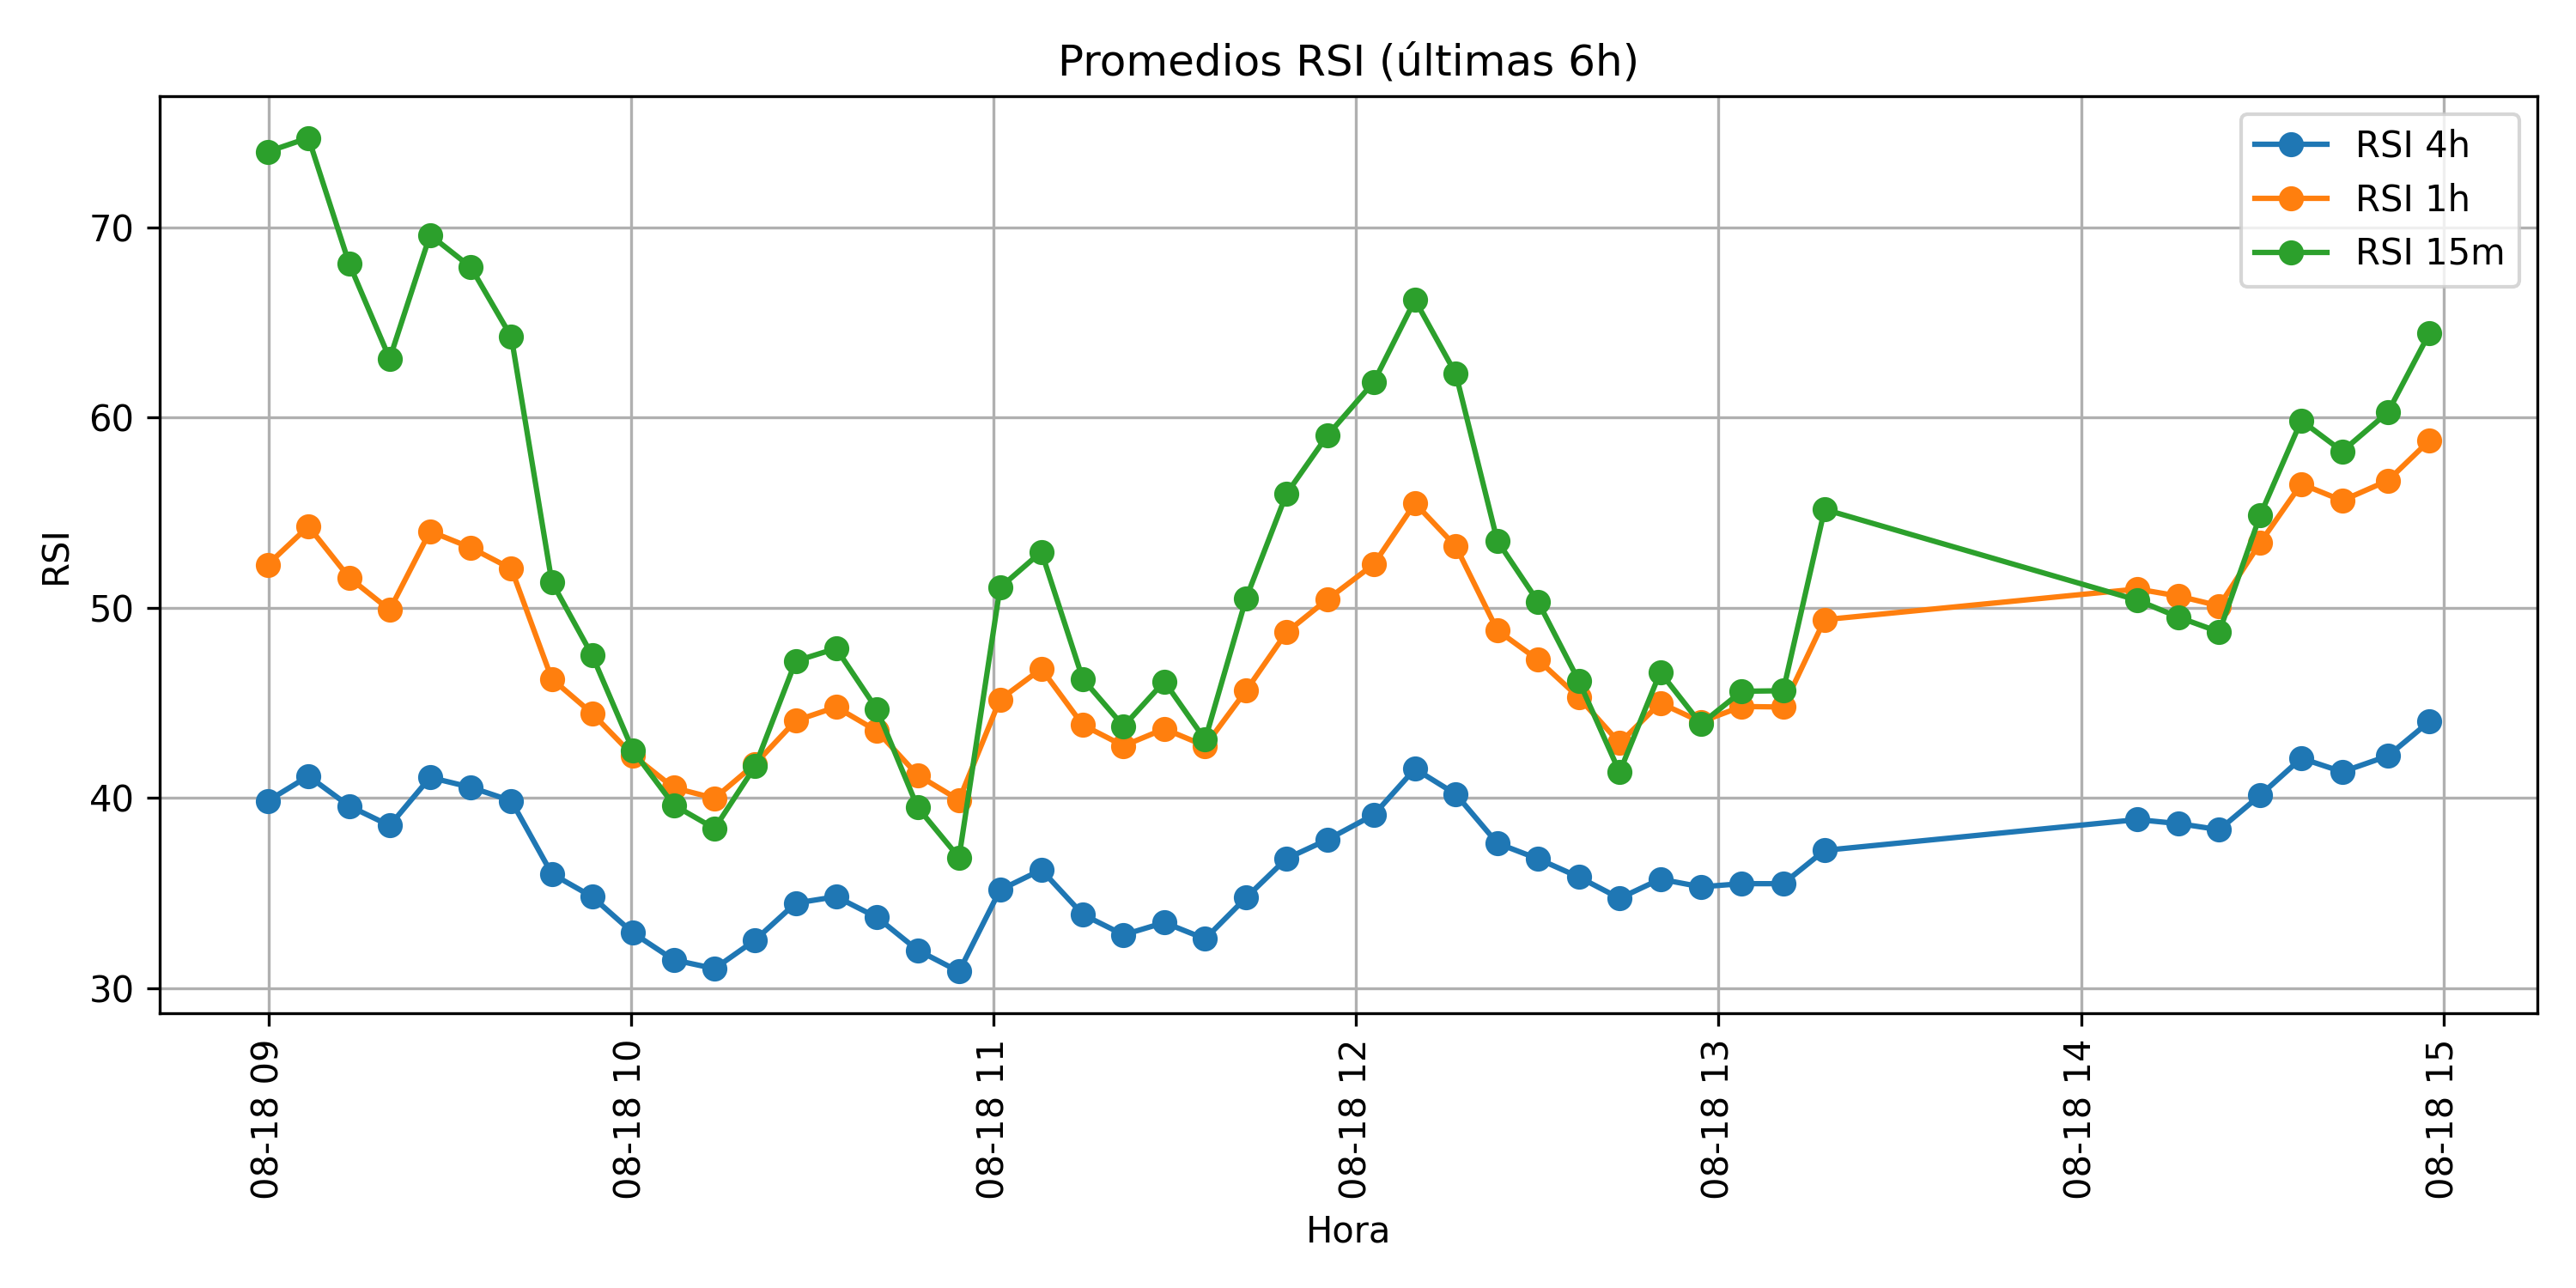 Promedios RSI (últimas 6h)
RSI 4h
RSI 1h
RSI 15m
RSI
70
60
50
40
30
08-18 09
08-18 10
08-18 11
08-18 12
08-18 13
08-18 14
08-18 15
Hora